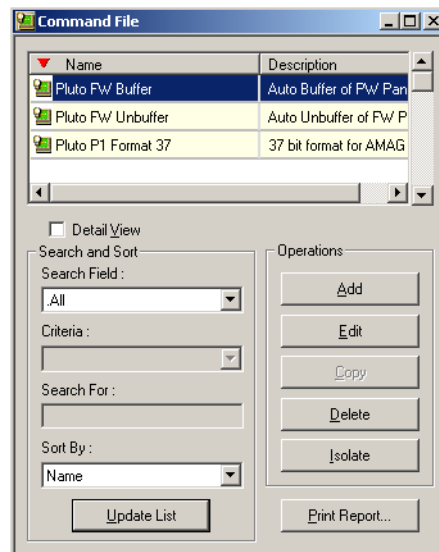 Command File
Name Description
Pluto FW Buffer Auto Buffer of PW Pan
Pluto FW Unbuffer Auto Unbuffer of FW P
Pluto P1 Format 37 37 bit format for AMAG
Detail View
Search and Sort
Search Field :
.All
Criteria :
Search For :
Sort By :
Name
Update List
Operations
Add
Edit
Copy
Delete
Isolate
Print Report...